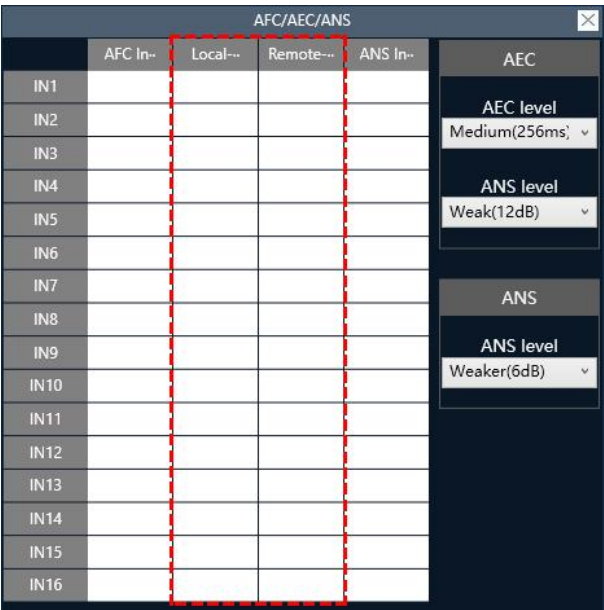 AFC/AEC/ANS
AFC In··· Local-··· Remote-··· ANS In···
IN1
IN2
IN3
IN4
IN5
IN6
IN7
IN8
IN9
IN10
IN11
IN12
IN13
IN14
IN15
IN16
AEC
AEC level
Medium(256ms)
ANS level
Weak(12dB)
ANS
ANS level
Weaker(6dB)